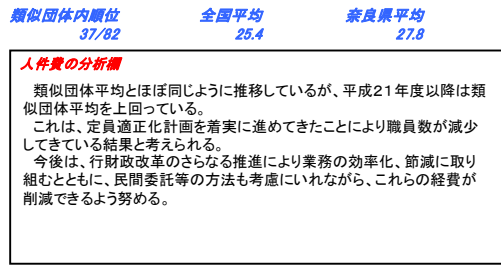 類似団体内順位 全国平均 奈良県平均
37/82 25.4 27.8
人件費の分析欄
類似団体平均とほぼ同じように推移しているが、平成21年度以降は類
似団体平均を上回っている。
これは、定員適正化計画を着実に進めてきたことにより職員数が減少
してきている結果と考えられる。
今後は、行財政改革のさらなる推進により業務の効率化、節減に取り
組むとともに、民間委託等の方法も考慮にいれながら、これらの経費が
削減できるよう努める。